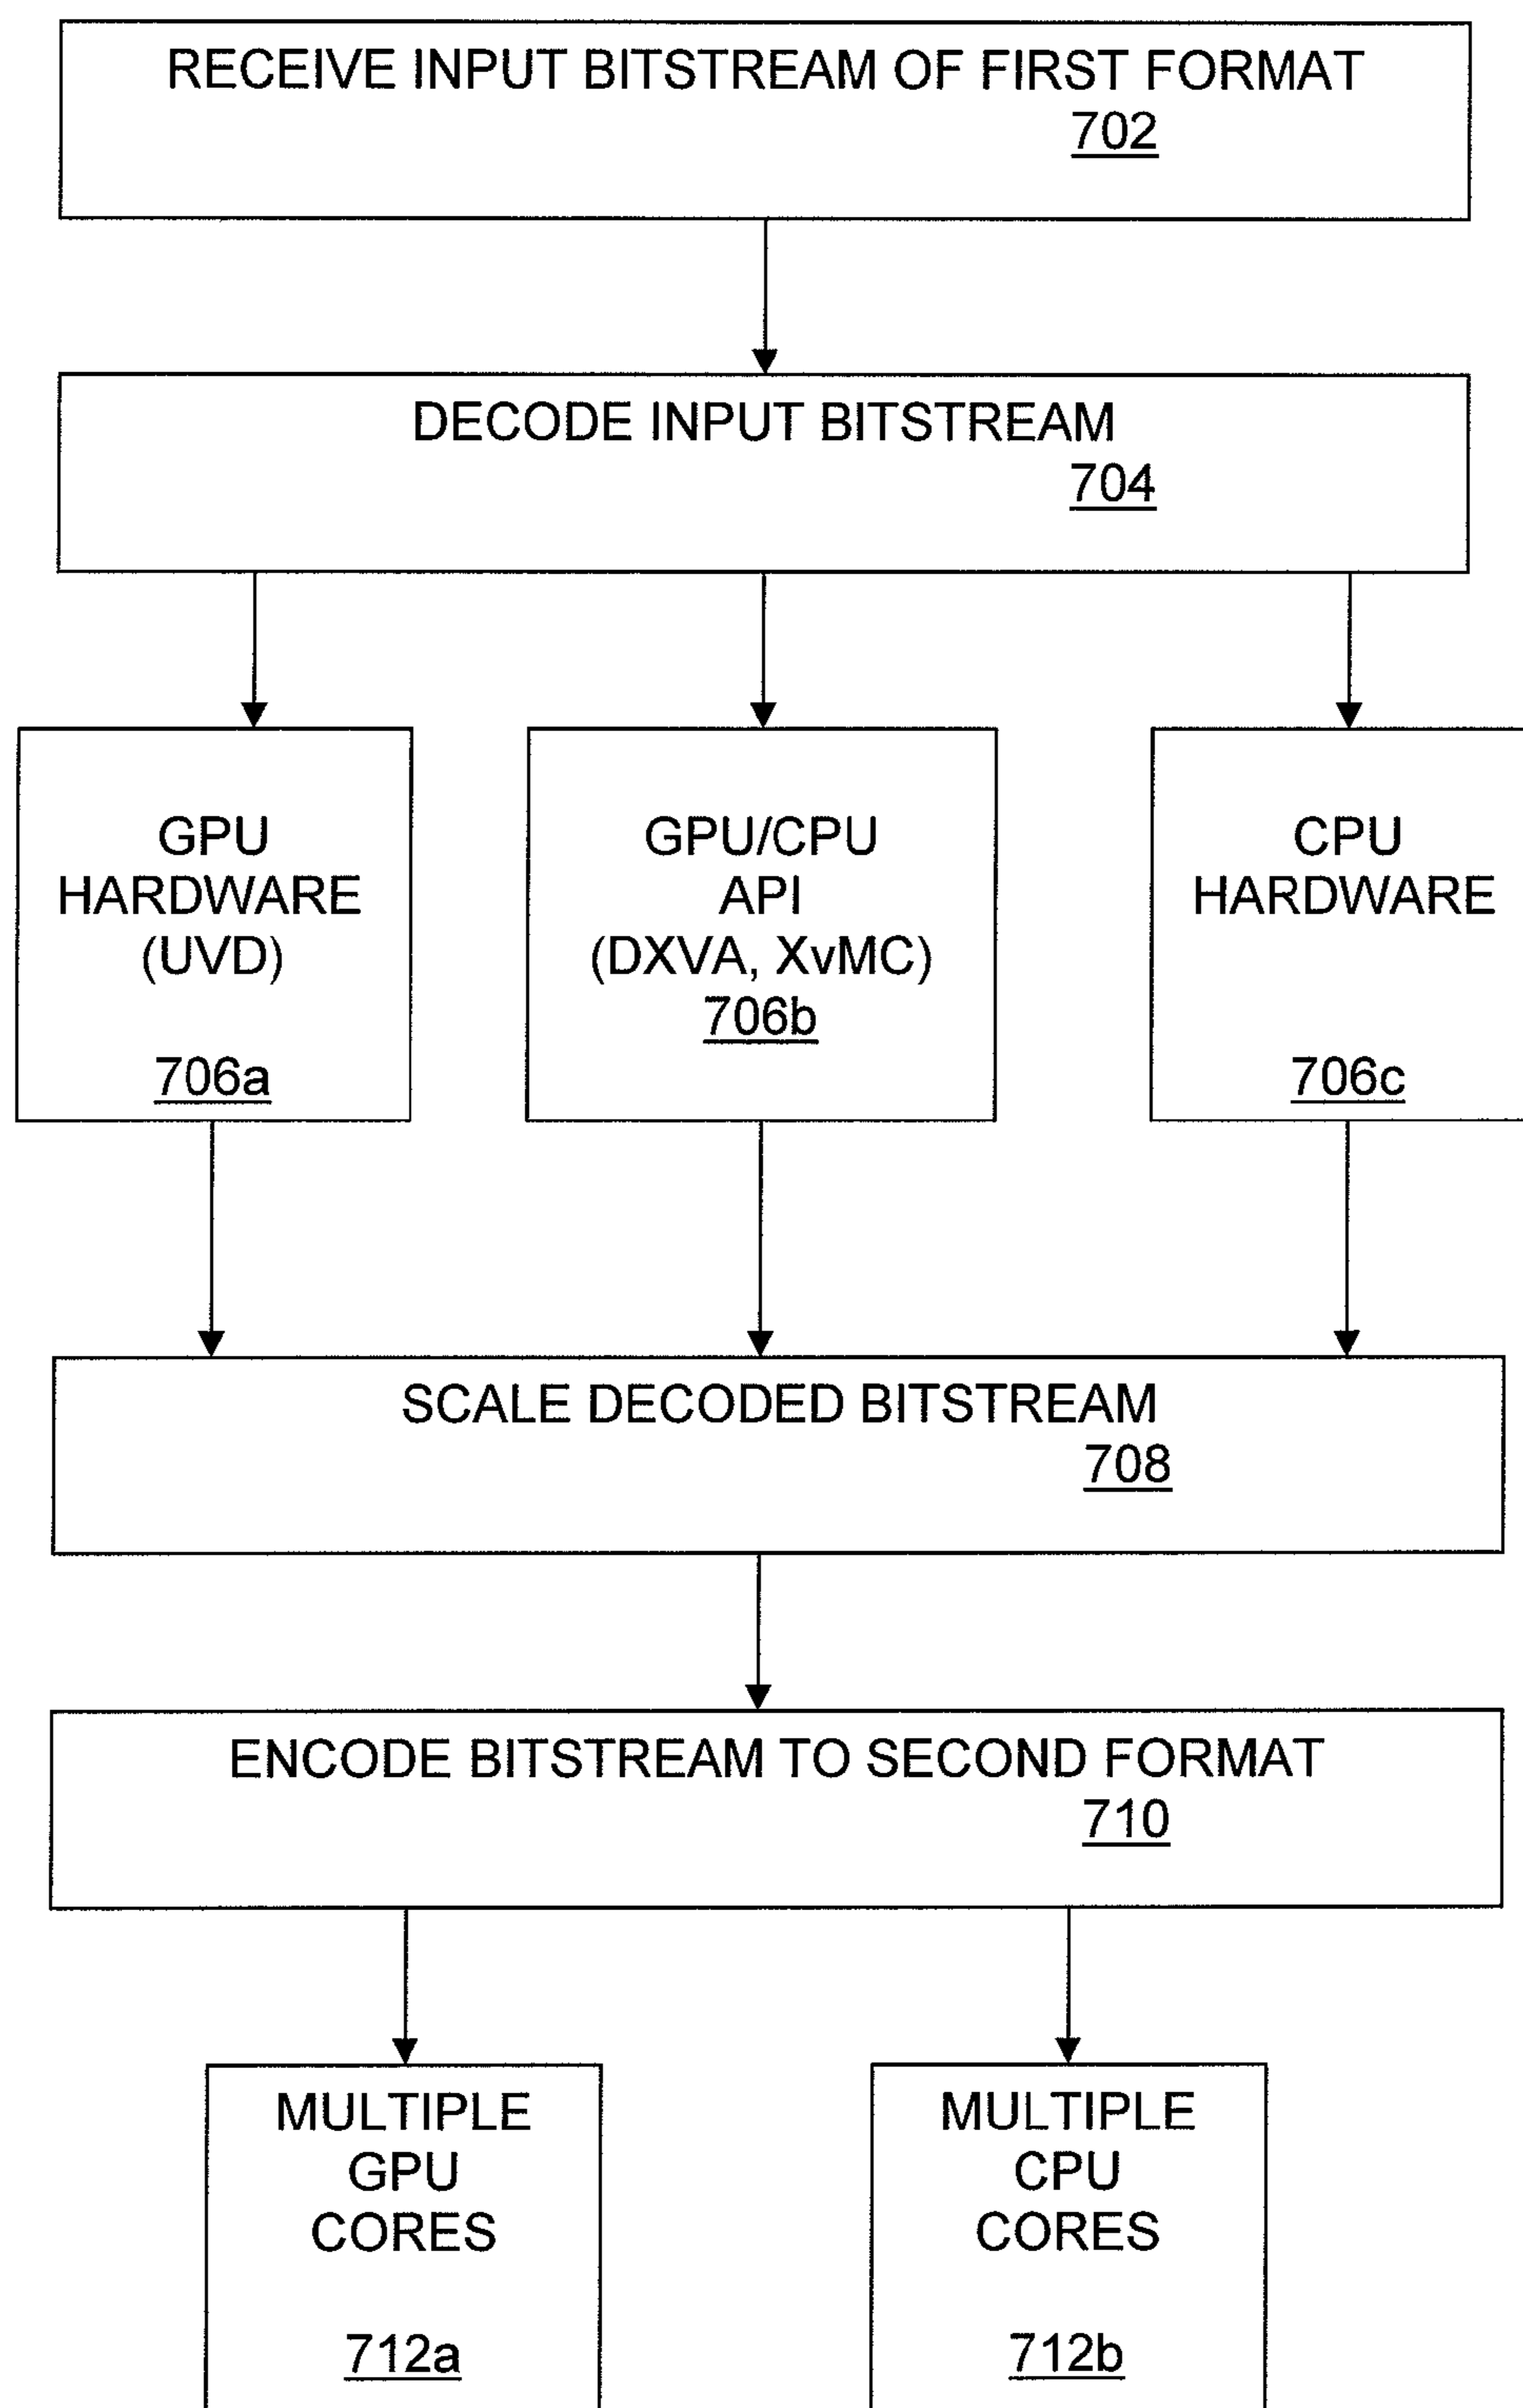 RECEIVE INPUT BITSTREAM OF FIRST FORMAT
702
DECODE INPUT BITSTREAM
704
GPU
HARDWARE
(UVD)
706a
GPU/CPU
API
(DXVA, XvMC)
706b
CPU
HARDWARE
706c
SCALE DECODED BITSTREAM
708
ENCODE BITSTREAM TO SECOND FORMAT
710
MULTIPLE
GPU
CORES
712a
MULTIPLE
CPU
CORES
712b